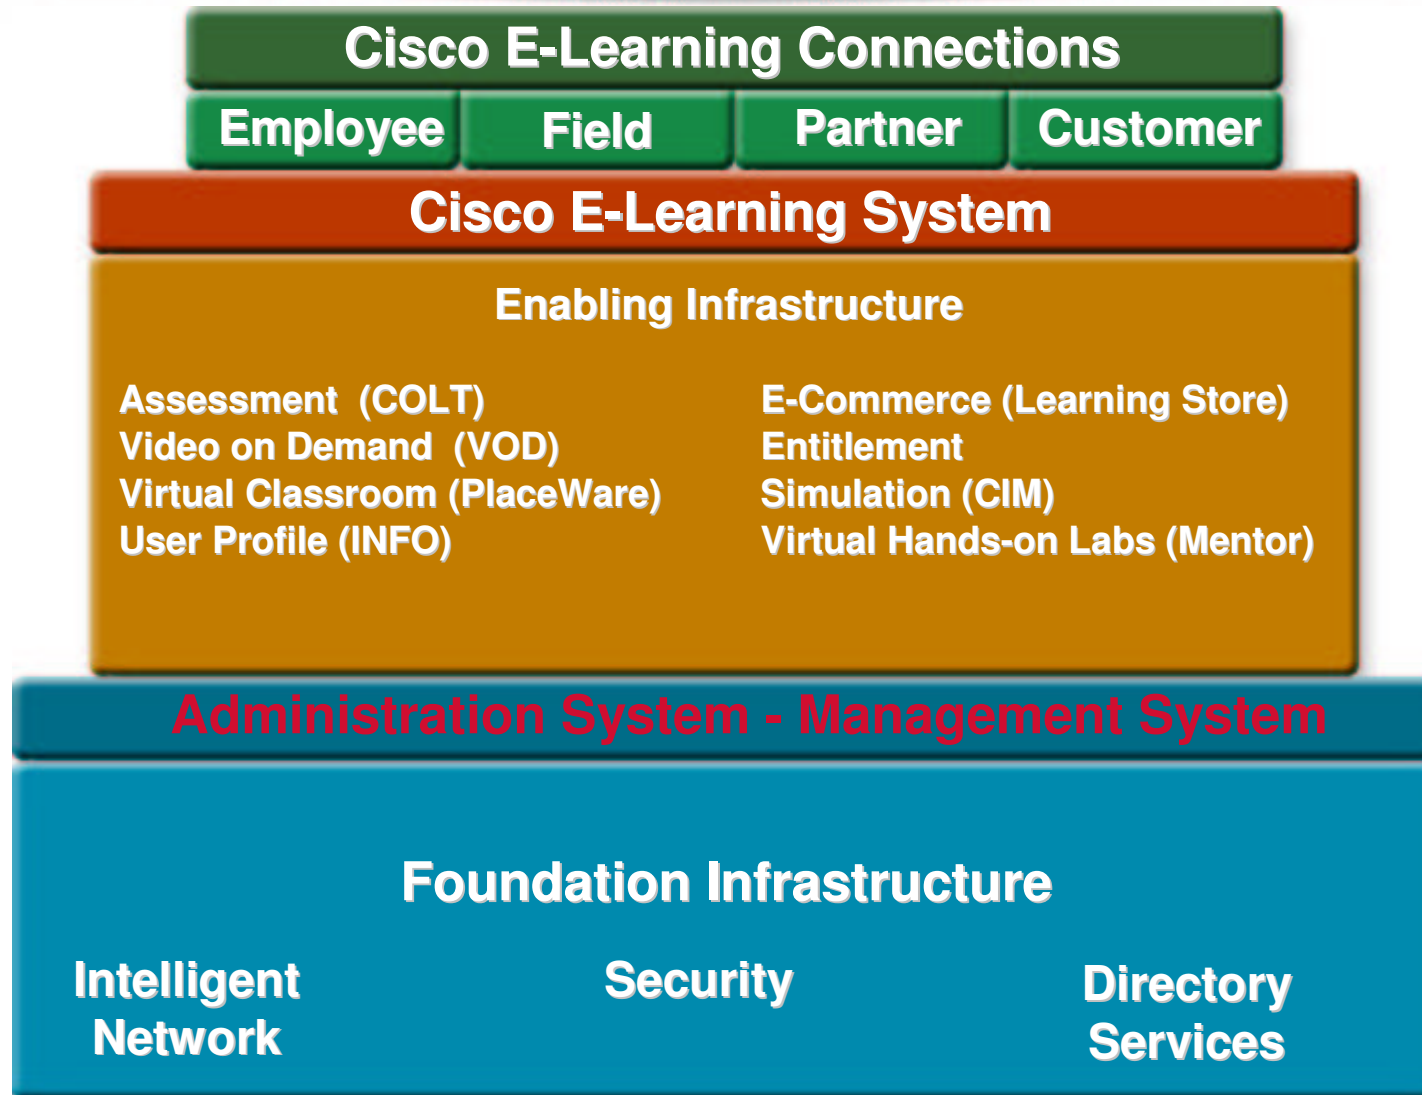 Cisco E-Learning Connections
Employee Field Partner Customer
Cisco E-Learning System
Enabling Infrastructure
Assessment (COLT)
Video on Demand (VOD)
Virtual Classroom (PlaceWare)
User Profile (INFO)
E-Commerce (Learning Store)
Entitlement
Simulation (CIM)
Virtual Hands-on Labs (Mentor)
Administration System - Management System
Foundation Infrastructure
Intelligent
Network
Security
Directory
Services